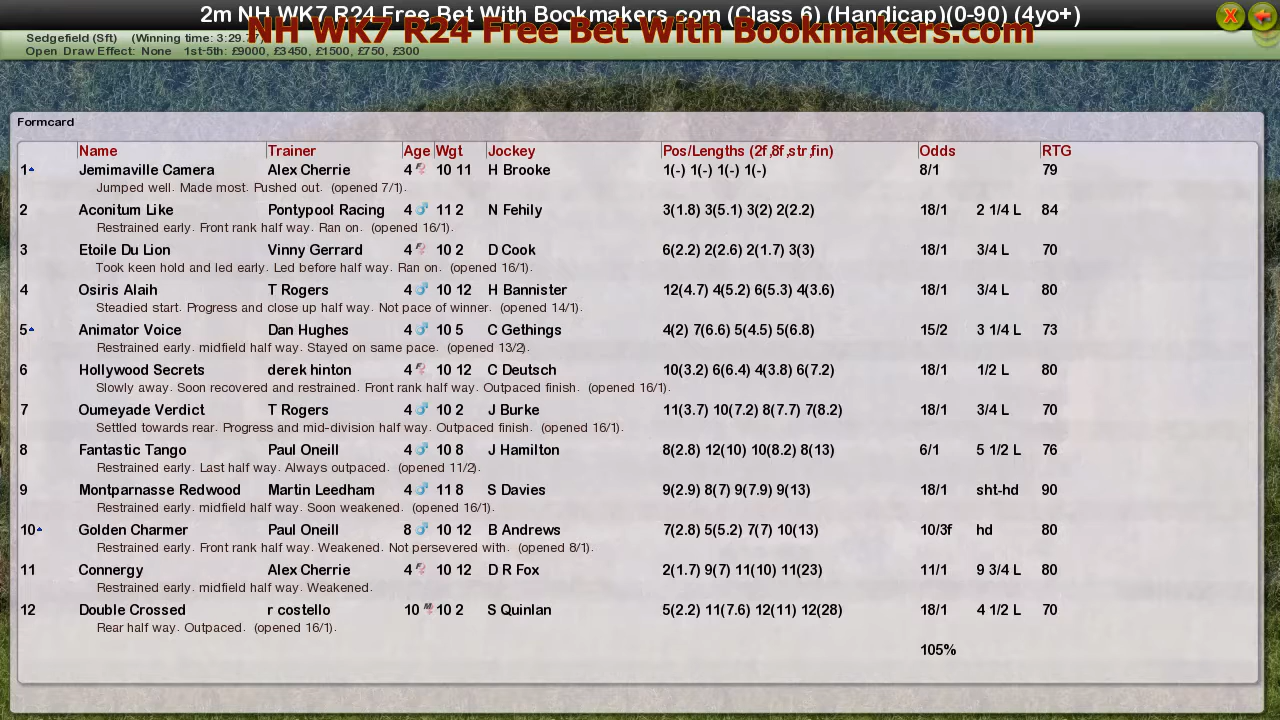 2m NH WK7 R24 Free Bet With Bookmakers.com (Class 6) (Handicap)(0-90) (4yo+)
NH WK7 R24 Free Bet With Bookmakers.com
Sedgefield (Sft) (Winning time: 3:29.
Open Draw Effect: None 1st-5th: £9000, £3450, £1500, £750, £300
Formcard
Name Trainer Age Wgt Jockey Pos/Lengths (2f,8f,str,fin) Odds RTG
1 Jemimaville Camera Alex Cherrie 4 10 11 H Brooke 1(-) 1(-) 1(-) 1(-) 8/1 79
Jumped well. Made most. Pushed out. (opened 7/1).
2 Aconitum Like Pontypool Racing 4 11 2 N Fehily 3(1.8) 3(5.1) 3(2) 2(2.2) 18/1 2 1/4 L 84
Restrained early. Front rank half way. Ran on. (opened 16/1).
3 Etoile Du Lion Vinny Gerrard 4 10 2 D Cook 6(2.2) 2(2.6) 2(1.7) 3(3) 18/1 3/4 L 70
Took keen hold and led early. Led before half way. Ran on. (opened 16/1).
4 Osiris Alaih T Rogers 4 10 12 H Bannister 12(4.7) 4(5.2) 6(5.3) 4(3.6) 18/1 3/4 L 80
Steadied start. Progress and close up half way. Not pace of winner. (opened 14/1).
5 Animator Voice Dan Hughes 4 10 5 C Gethings 4(2) 7(6.6) 5(4.5) 5(6.8) 15/2 3 1/4 L 73
Restrained early. midfield half way. Stayed on same pace. (opened 13/2).
6 Hollywood Secrets derek hinton 4 10 12 C Deutsch 10(3.2) 6(6.4) 4(3.8) 6(7.2) 18/1 1/2 L 80
Slowly away. Soon recovered and restrained. Front rank half way. Outpaced finish. (opened 16/1).
7 Oumeyade Verdict T Rogers 4 10 2 J Burke 11(3.7) 10(7.2) 8(7.7) 7(8.2) 18/1 3/4 L 70
Settled towards rear. Progress and mid-division half way. Outpaced finish. (opened 16/1).
8 Fantastic Tango Paul Oneill 4 10 8 J Hamilton 8(2.8) 12(10) 10(8.2) 8(13) 6/1 5 1/2 L 76
Restrained early. Last half way. Always outpaced. (opened 11/2).
9 Montparnasse Redwood Martin Leedham 4 11 8 S Davies 9(2.9) 8(7) 9(7.9) 9(13) 18/1 sht-hd 90
Restrained early. midfield half way. Soon weakened. (opened 16/1).
10 Golden Charmer Paul Oneill 8 10 12 B Andrews 7(2.8) 5(5.2) 7(7) 10(13) 10/3f hd 80
Restrained early. Front rank half way. Weakened. Not persevered with. (opened 8/1).
11 Connergy Alex Cherrie 4 10 12 D R Fox 2(1.7) 9(7) 11(10) 11(23) 11/1 9 3/4 L 80
Restrained early. midfield half way. Weakened.
12 Double Crossed r costello 10 10 2 S Quinlan 5(2.2) 11(7.6) 12(11) 12(28) 18/1 4 1/2 L 70
Rear half way. Outpaced. (opened 16/1).
105%